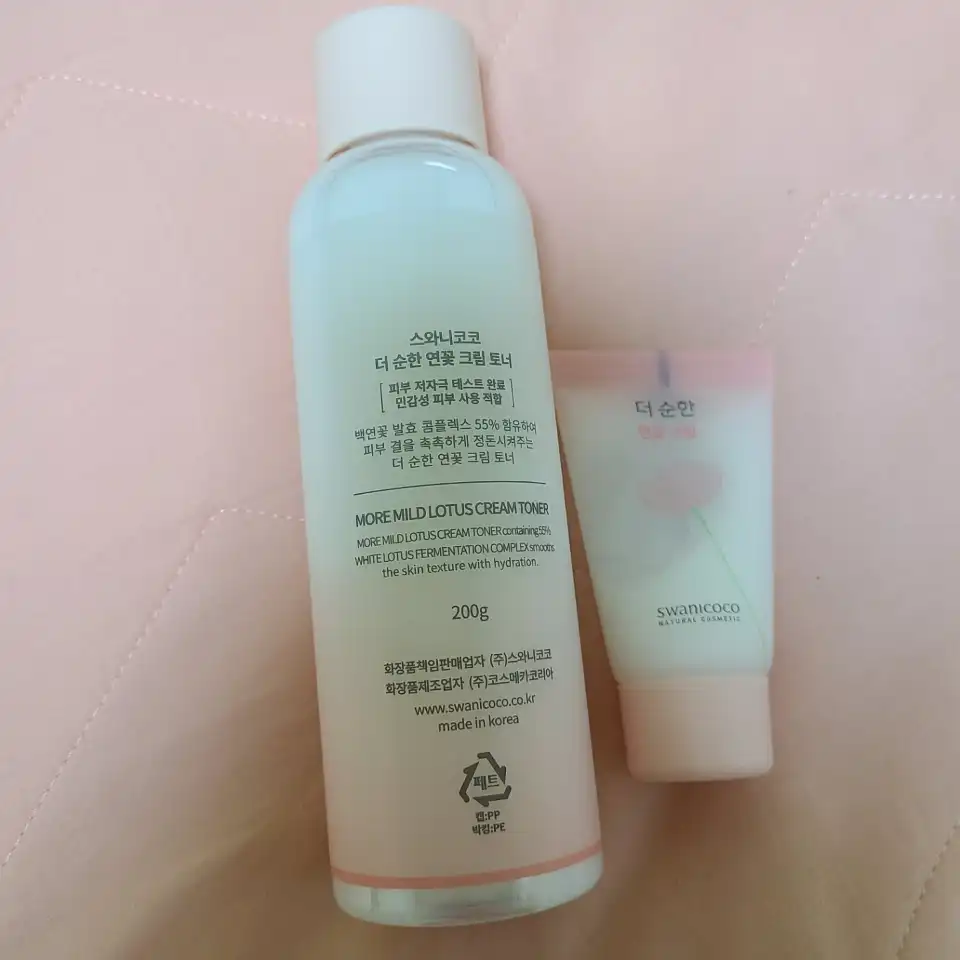 스와니코코
더 순한 연꽃 크림 토너
[ 피부 저자극 테스트 완료
민감성 피부 사용 적합 ]
백연꽃 발효 콤플렉스 55% 함유하여
피부 결을 촉촉하게 정돈시켜주는
더 순한 연꽃 크림 토너
MORE MILD LOTUS CREAM TONER
MORE MILD LOTUS CREAM TONER containing 55%
WHITE LOTUS FERMENTATION COMPLEX smooths
the skin texture with hydration.
200g
화장품책임판매업자 (주)스와니코코
화장품제조업자 (주)코스메카코리아
www.swanicoco.co.kr
made in korea
페트
캡:PP
박킹:PE
더 순한
연꽃 크림
swanicoco
NATURAL COSMETIC